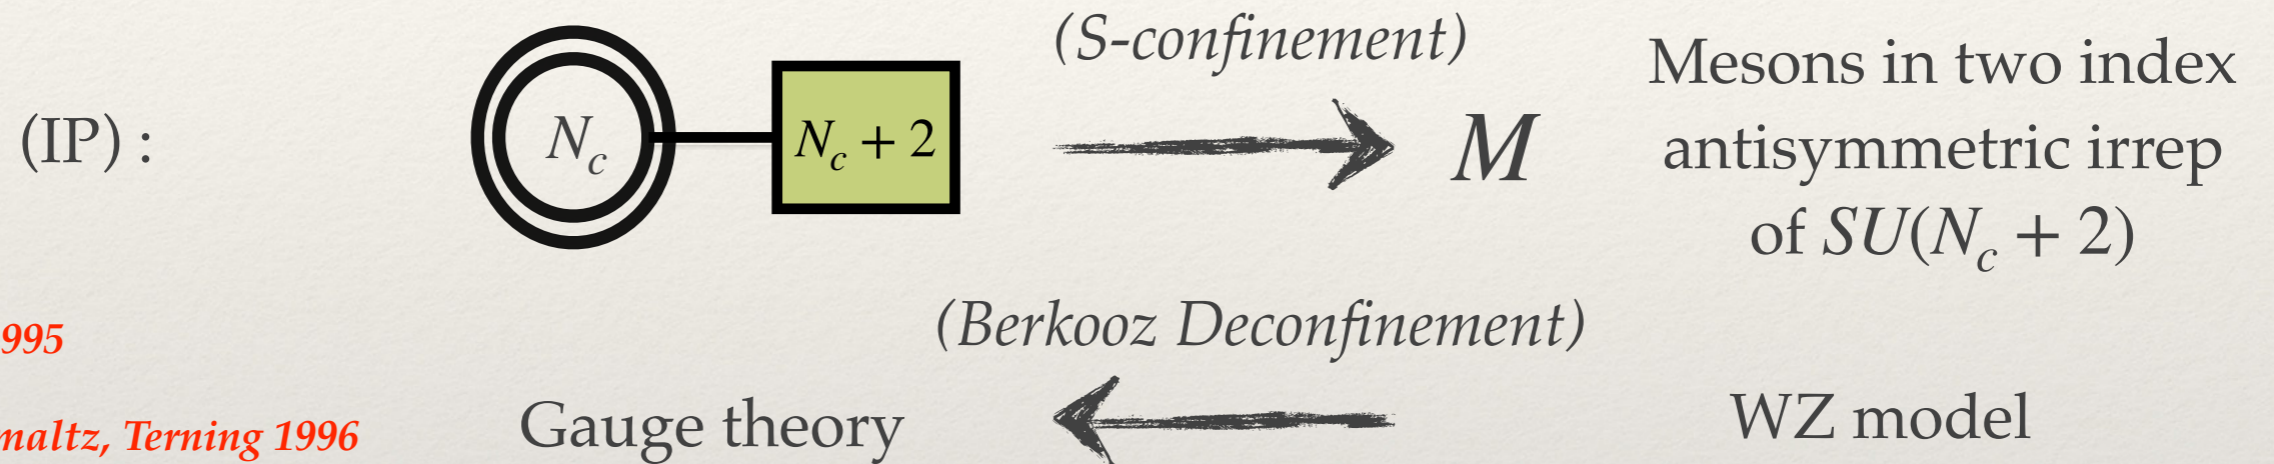 (S-confinement)
(IP) :
N_c
N_c + 2
M
Mesons in two index
antisymmetric irrep
of SU(N_c + 2)
995
(Berkooz Deconfinement)
maltz, Terning 1996
Gauge theory
WZ model